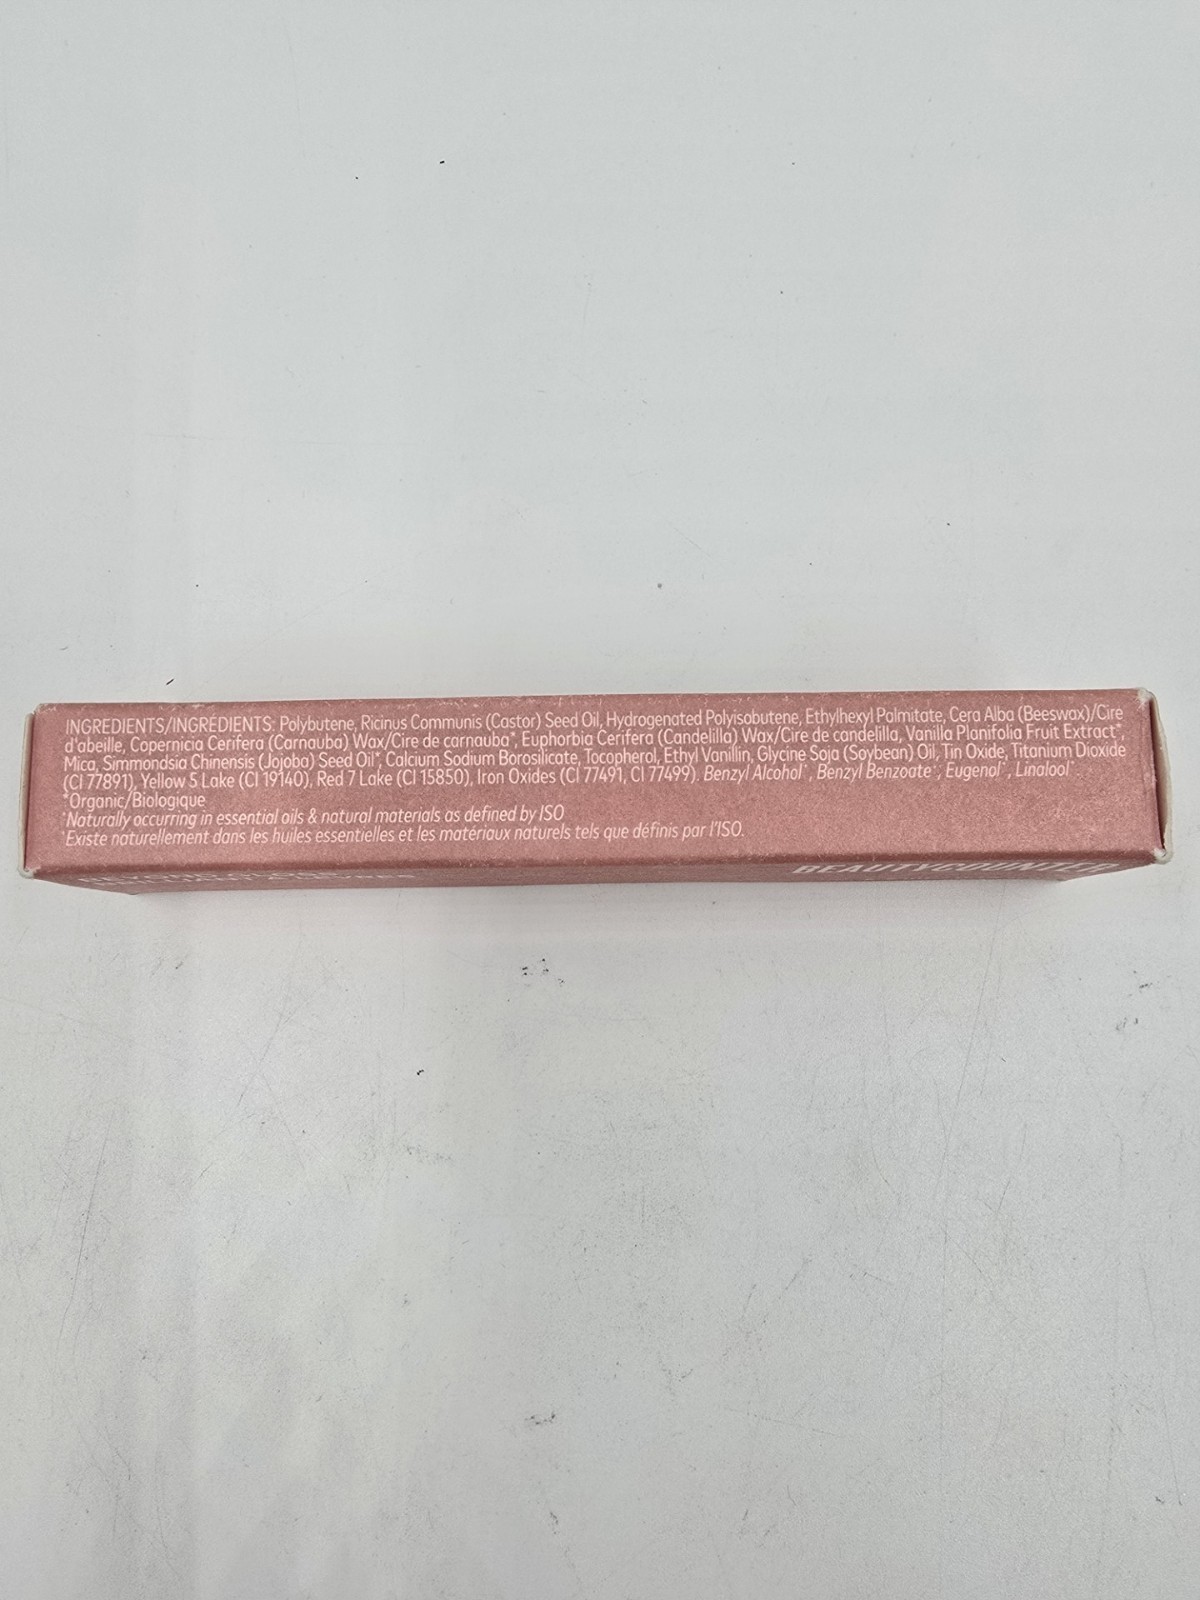 INGREDIENTS/INGRÉDIENTS: Polybutene, Ricinus Communis (Castor) Seed Oil, Hydrogenated Polyisobutene, Ethylhexyl Palmitate, Cera Alba (Beeswax)/Cire
d'abeille, Copernicia Cerifera (Carnauba) Wax/Cire de carnauba*, Euphorbia Cerifera (Candelilla) Wax/Cire de candelilla, Vanilla Planifolia Fruit Extract*,
Mica, Simmondsia Chinensis (Jojoba) Seed Oil*, Calcium Sodium Borosilicate, Tocopherol, Ethyl Vanillin, Glycine Soja (Soybean) Oil, Tin Oxide, Titanium Dioxide
(CI 77891), Yellow 5 Lake (CI 19140), Red 7 Lake (CI 15850), Iron Oxides (CI 77491, CI 77499). Benzyl Alcohol⁺, Benzyl Benzoate⁺, Eugenol⁺, Linalool⁺
*Organic/Biologique
⁺Naturally occurring in essential oils & natural materials as defined by ISO
⁺Existe naturellement dans les huiles essentielles et les matériaux naturels tels que définis par l'ISO.
BEAUTYCOUNTER